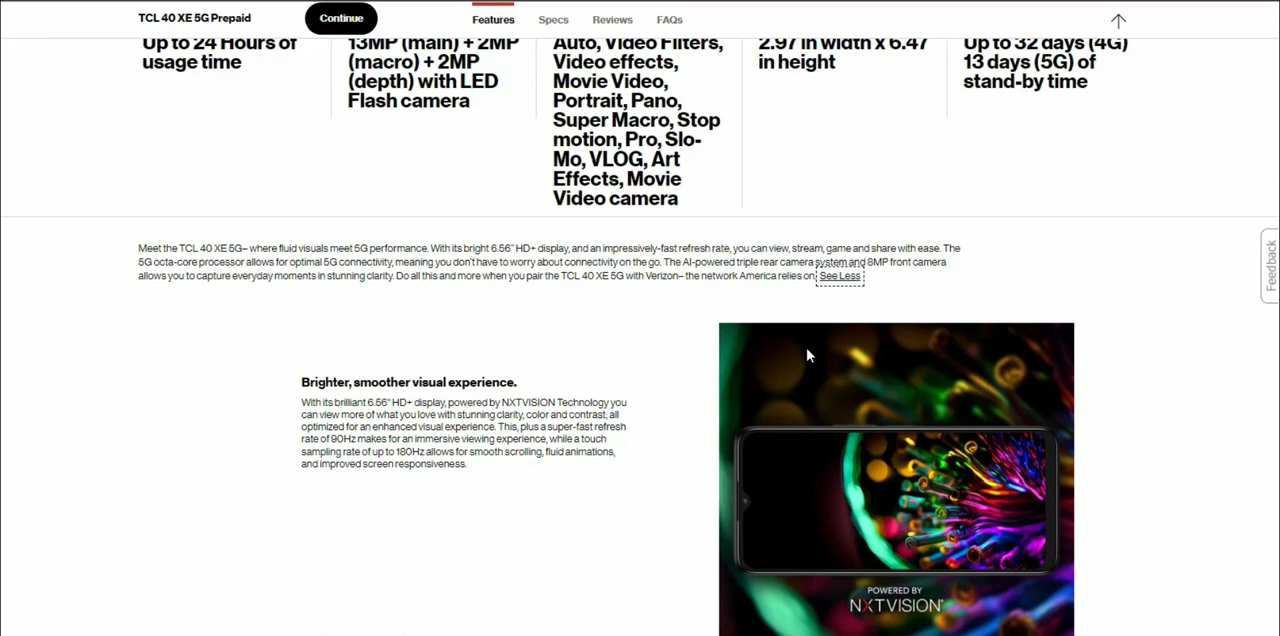 TCL 40 XE 5G Prepaid
Continue
Features
Specs
Reviews
FAQs
Up to 24 Hours of
usage time
13MP (main) + 2MP
(macro) + 2MP
(depth) with LED
Flash camera
Auto, Video Filters,
Video effects,
Movie Video,
Portrait, Pano,
Super Macro, Stop
motion, Pro, Slo-
Mo, VLOG, Art
Effects, Movie
Video camera
2.97 in width x 6.47
in height
Up to 32 days (4G)
13 days (5G) of
stand-by time
Meet the TCL 40 XE 5G– where fluid visuals meet 5G performance. With its bright 6.56" HD+ display, and an impressively-fast refresh rate, you can view, stream, game and share with ease. The
5G octa-core processor allows for optimal 5G connectivity, meaning you don't have to worry about connectivity on the go. The AI-powered triple rear camera system and 8MP front camera
allows you to capture everyday moments in stunning clarity. Do all this and more when you pair the TCL 40 XE 5G with Verizon– the network America relies on. See Less
Feedback
Brighter, smoother visual experience.
With its brilliant 6.56" HD+ display, powered by NXTVISION Technology you
can view more of what you love with stunning clarity, color and contrast; all
optimized for an enhanced visual experience. This, plus a super-fast refresh
rate of 90Hz makes for an immersive viewing experience, while a touch
sampling rate of up to 180Hz allows for smooth scrolling, fluid animations,
and improved screen responsiveness.
POWERED BY
NXTVISION